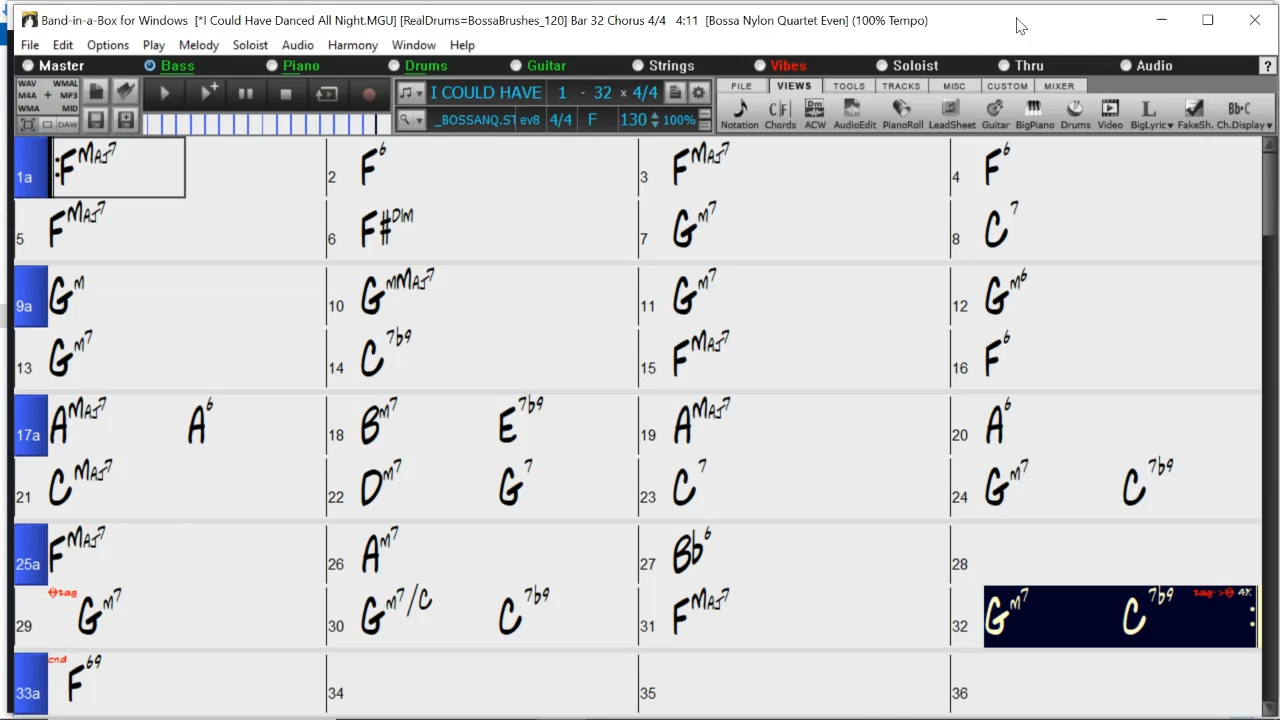 Band-in-a-Box for Windows [*I Could Have Danced All Night.MGU] [RealDrums=BossaBrushes_120] Bar 32 Chorus 4/4 4:11 [Bossa Nylon Quartet Even] (100% Tempo)
File Edit Options Play Melody Soloist Audio Harmony Window Help
Master Bass Piano Drums Guitar Strings Vibes Soloist Thru Audio ?
WAV WMAL
M4A + MP3
WMA MID
DAW
I COULD HAVE 1 - 32 x 4/4
_BOSSANQ.ST ev8 4/4 F 130 100%
FILE VIEWS TOOLS TRACKS MISC CUSTOM MIXER
Notation Chords ACW AudioEdit PianoRoll LeadSheet Guitar BigPiano Drums Video BigLyric FakeSh. Ch.Display
1a :FMaj7 2 F6 3 FMaj7 4 F6
5 FMaj7 6 F#DIM 7 Gm7 8 C7
9a Gm 10 GmMaj7 11 Gm7 12 Gm6
13 Gm7 14 C7b9 15 FMaj7 16 F6
17a AMaj7 A6 18 Bm7 E7b9 19 AMaj7 20 A6
21 CMaj7 22 Dm7 G7 23 C7 24 Gm7 C7b9
25a FMaj7 26 Am7 27 Bb6 28
29 tag Gm7 30 Gm7/C C7b9 31 FMaj7 32 Gm7 C7b9 tag-> 4X :
33a end F69 34 35 36